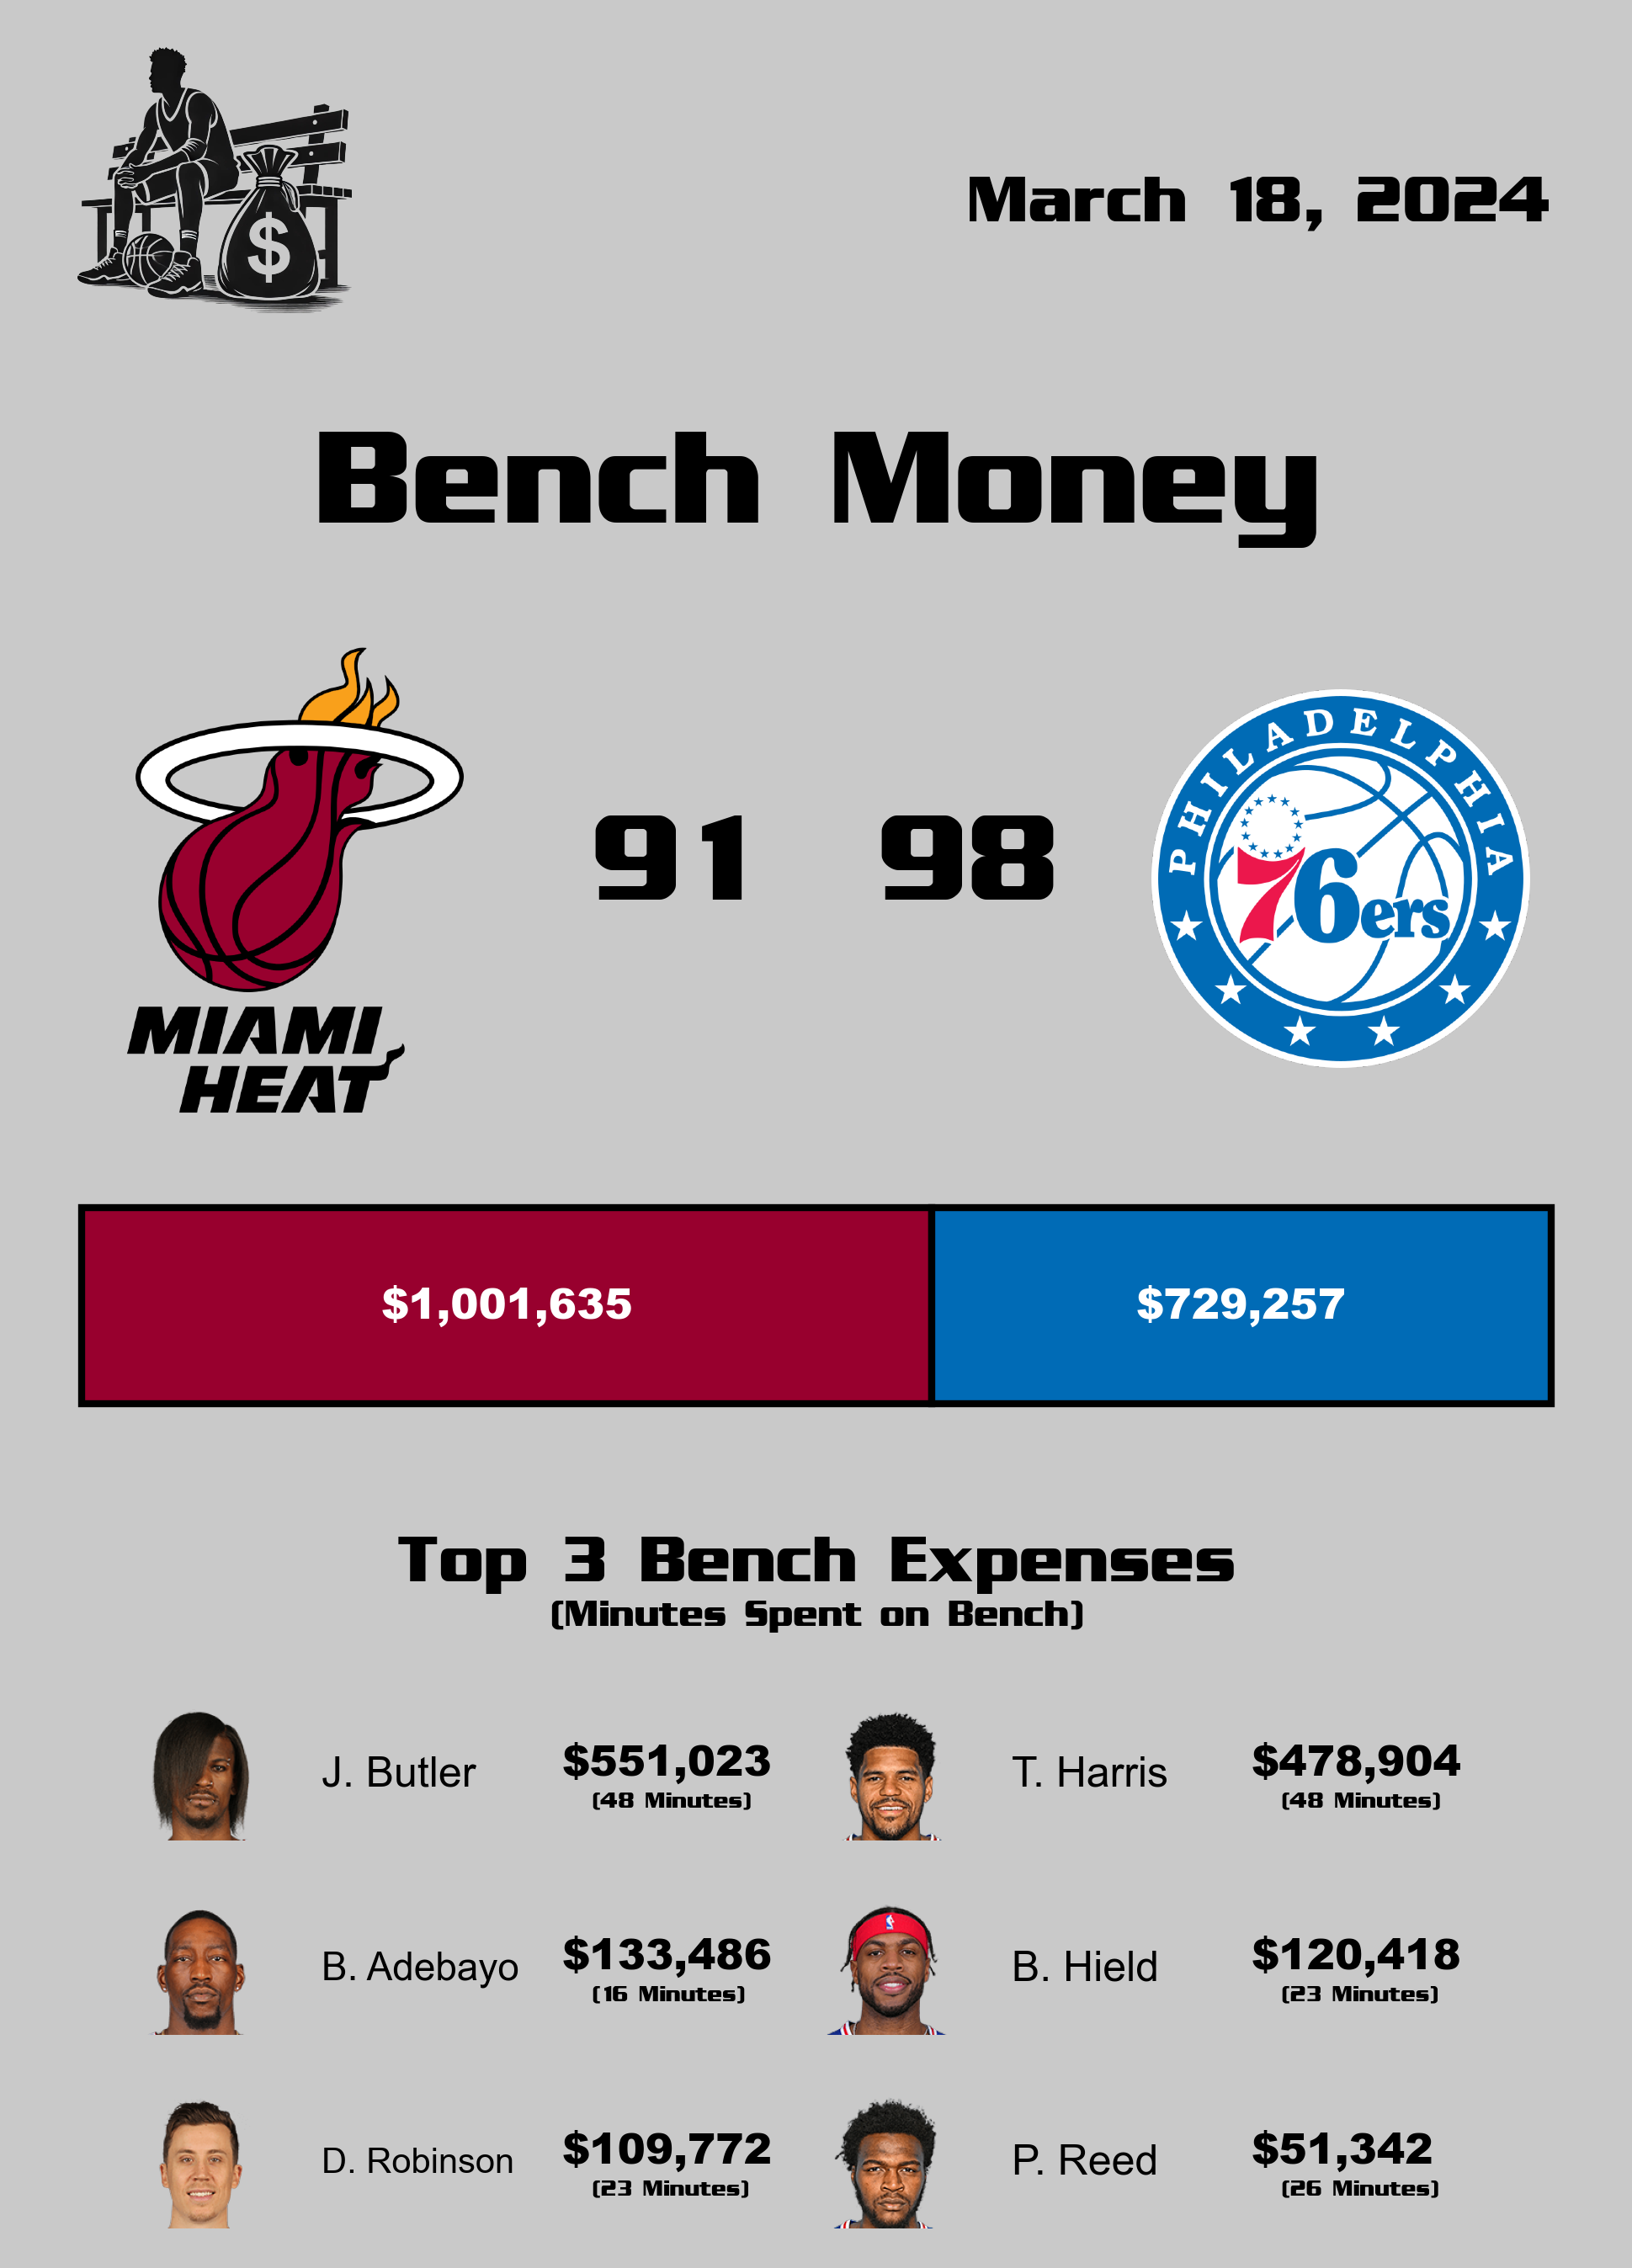 $
March 18, 2024
Bench Money
MIAMI
HEAT
91 98
PHILADELPHIA
76ers
$1,001,635 $729,257
Top 3 Bench Expenses
(Minutes Spent on Bench)
J. Butler $551,023
(48 Minutes)
T. Harris $478,904
(48 Minutes)
B. Adebayo $133,486
(16 Minutes)
B. Hield $120,418
(23 Minutes)
D. Robinson $109,772
(23 Minutes)
P. Reed $51,342
(26 Minutes)